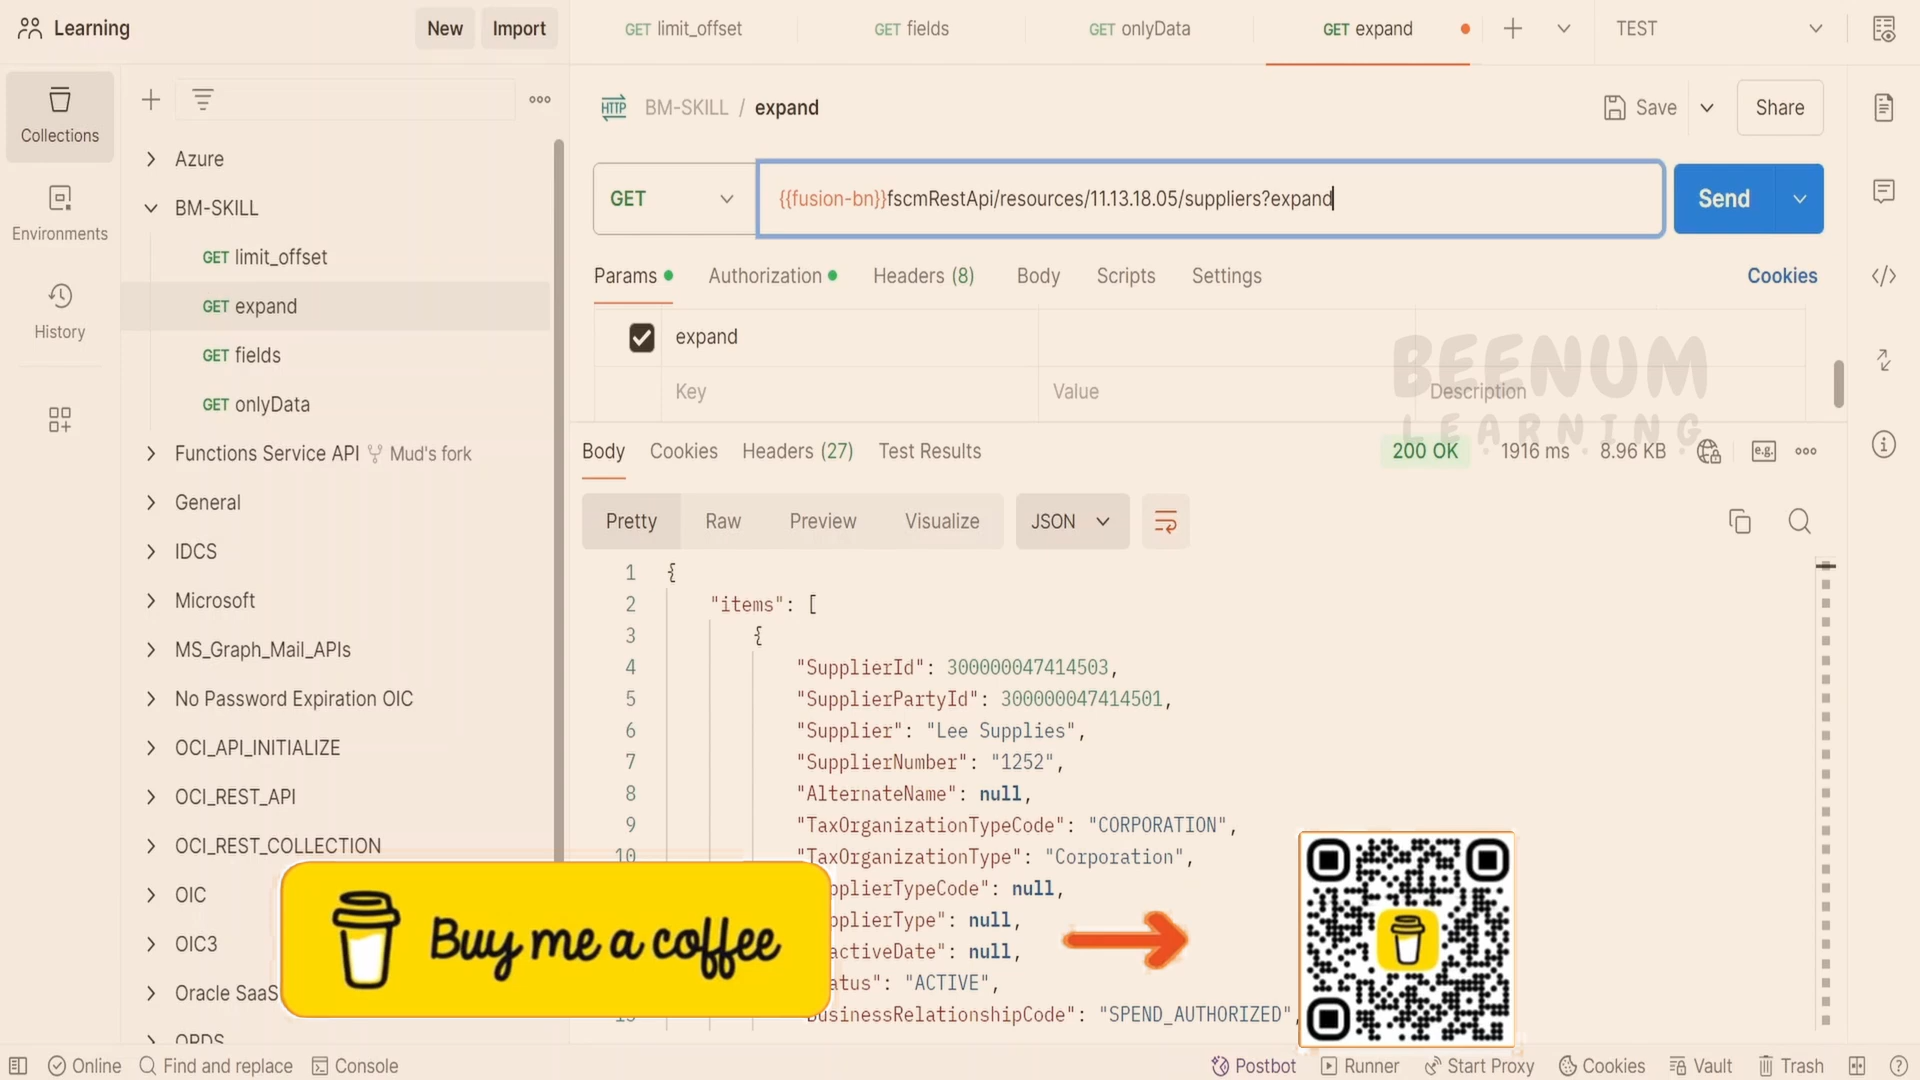 Learning
New
Import
GET limit_offset
GET fields
GET onlyData
GET expand
TEST
Collections
Environments
History
Azure
BM-SKILL
GET limit_offset
GET expand
GET fields
GET onlyData
Functions Service API Mud's fork
General
IDCS
Microsoft
MS_Graph_Mail_APIs
No Password Expiration OIC
OCI_API_INITIALIZE
OCI_REST_API
OCI_REST_COLLECTION
OIC
OIC3
Oracle SaaS
ORDS
HTTP BM-SKILL / expand
Save
Share
GET
{{fusion-bn}}fscmRestApi/resources/11.13.18.05/suppliers?expand
Send
Params
Authorization
Headers (8)
Body
Scripts
Settings
Cookies
expand
Key
Value
Description
BEENUM
LEARNING
Body
Cookies
Headers (27)
Test Results
200 OK
1916 ms
8.96 KB
e.g.
Pretty
Raw
Preview
Visualize
JSON
1 {
2 "items": [
3 {
4 "SupplierId": 300000047414503,
5 "SupplierPartyId": 300000047414501,
6 "Supplier": "Lee Supplies",
7 "SupplierNumber": "1252",
8 "AlternateName": null,
9 "TaxOrganizationTypeCode": "CORPORATION",
10 "TaxOrganizationType": "Corporation",
pplierTypeCode": null,
pplierType": null,
activeDate": null,
atus": "ACTIVE",
BusinessRelationshipCode": "SPEND_AUTHORIZED",
Buy me a coffee
Online
Find and replace
Console
Postbot
Runner
Start Proxy
Cookies
Vault
Trash